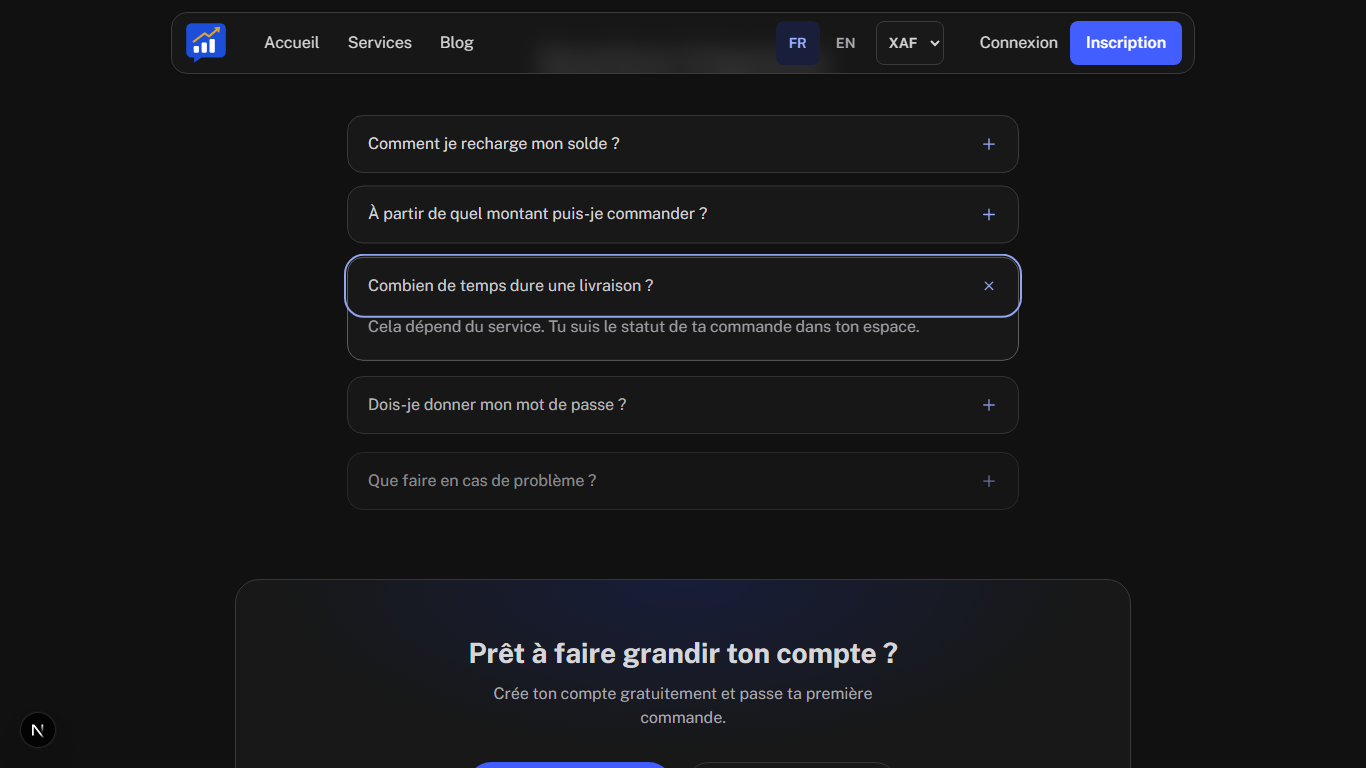 Accueil Services Blog FR EN XAF Connexion Inscription
Comment je recharge mon solde ?
À partir de quel montant puis-je commander ?
Combien de temps dure une livraison ?
Cela dépend du service. Tu suis le statut de ta commande dans ton espace.
Dois-je donner mon mot de passe ?
Que faire en cas de problème ?
Prêt à faire grandir ton compte ?
Crée ton compte gratuitement et passe ta première
commande.
N